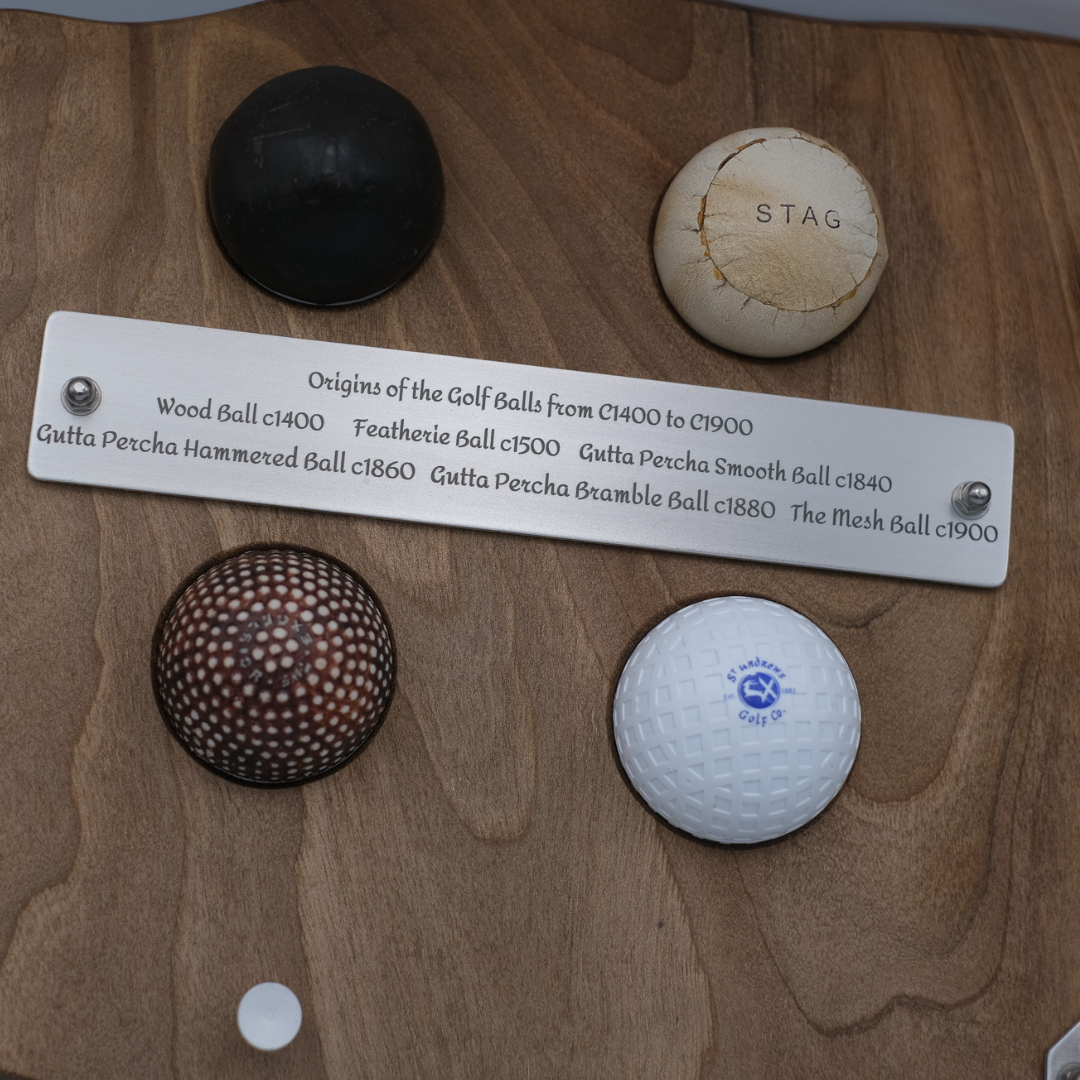 STAG
Origins of the Golf Balls from C1400 to C1900
Wood Ball c1400 Featherie Ball c1500 Gutta Percha Smooth Ball c1840
Gutta Percha Hammered Ball c1860 Gutta Percha Bramble Ball c1880 The Mesh Ball c1900
St andrews
Golf Co.